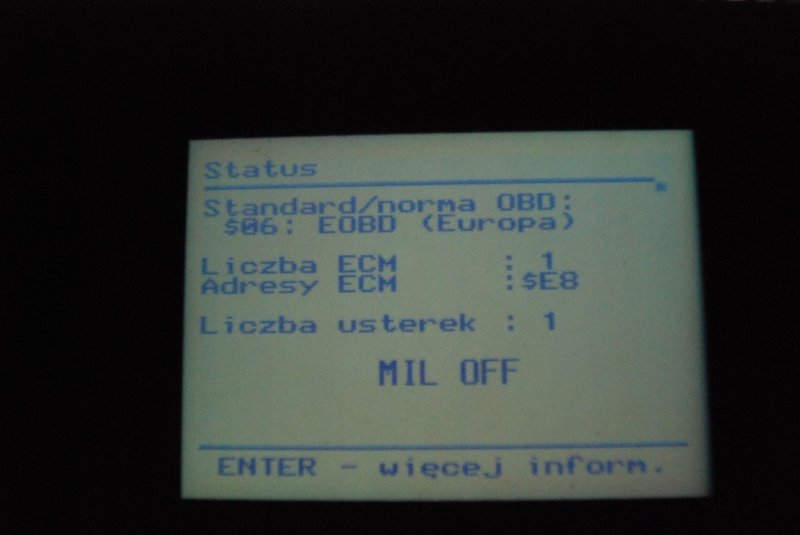 Status
Standard/norma OBD:
$06: EOBD (Europa)
Liczba ECM : 1
Adresy ECM :$E8
Liczba usterek : 1
MIL OFF
ENTER - więcej inform.